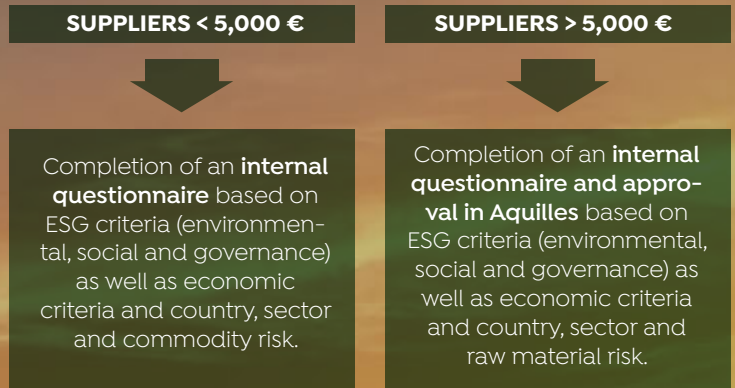 SUPPLIERS < 5,000 €
Completion of an internal
questionnaire based on
ESG criteria (environmen-
tal, social and governance)
as well as economic
criteria and country, sector
and commodity risk.
SUPPLIERS > 5,000 €
Completion of an internal
questionnaire and appro-
val in Aquilles based on
ESG criteria (environmental,
social and governance) as
well as economic criteria
and country, sector and
raw material risk.